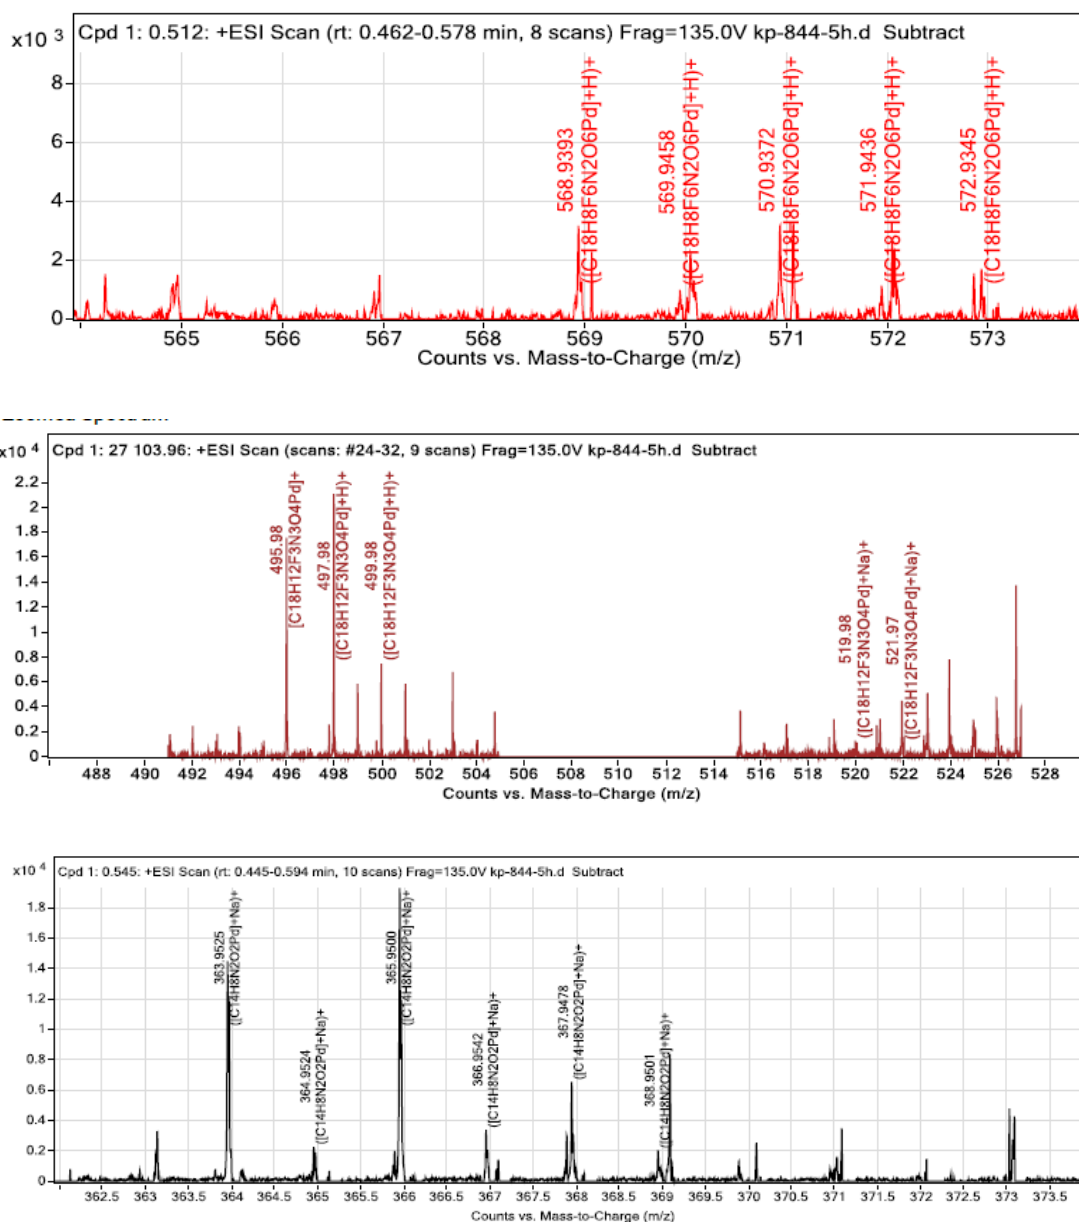 Cpd 1: 0.512: +ESI Scan (rt: 0.462-0.578 min, 8 scans) Frag=135.0V kp-844-5h.d Subtract
x10 3
8
6
4
2
0
568.9393
([C18H8F6N2O6Pd]+H)+
569.9458
([C18H8F6N2O6Pd]+H)+
570.9372
([C18H8F6N2O6Pd]+H)+
571.9436
([C18H8F6N2O6Pd]+H)+
572.9345
([C18H8F6N2O6Pd]+H)+
565 566 567 568 569 570 571 572 573
Counts vs. Mass-to-Charge (m/z)
Cpd 1: 27 103.96: +ESI Scan (scans: #24-32, 9 scans) Frag=135.0V kp-844-5h.d Subtract
x10 4
2.2
2
1.8
1.6
1.4
1.2
1
0.8
0.6
0.4
0.2
0
495.98
[C18H12F3N3O4Pd]+
497.98
([C18H12F3N3O4Pd]+H)+
499.98
([C18H12F3N3O4Pd]+H)+
519.98
([C18H12F3N3O4Pd]+Na)+
521.97
([C18H12F3N3O4Pd]+Na)+
488 490 492 494 496 498 500 502 504 506 508 510 512 514 516 518 520 522 524 526 528
Counts vs. Mass-to-Charge (m/z)
Cpd 1: 0.545: +ESI Scan (rt: 0.445-0.594 min, 10 scans) Frag=135.0V kp-844-5h.d Subtract
x10 4
1.8
1.6
1.4
1.2
1
0.8
0.6
0.4
0.2
0
363.9525
([C14H8N2O2Pd]+Na)+
364.9524
([C14H8N2O2Pd]+Na)+
365.9500
([C14H8N2O2Pd]+Na)+
366.9542
([C14H8N2O2Pd]+Na)+
367.9478
([C14H8N2O2Pd]+Na)+
368.9501
([C14H8N2O2Pd]+Na)+
362.5 363 363.5 364 364.5 365 365.5 366 366.5 367 367.5 368 368.5 369 369.5 370 370.5 371 371.5 372 372.5 373 373.5
Counts vs. Mass-to-Charge (m/z)